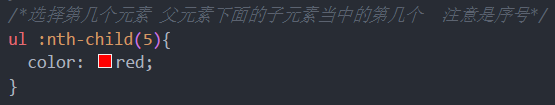 /*选择第几个元素 父元素下面的子元素当中的第几个  注意是序号*/
ul :nth-child(5){
  color: red;
}